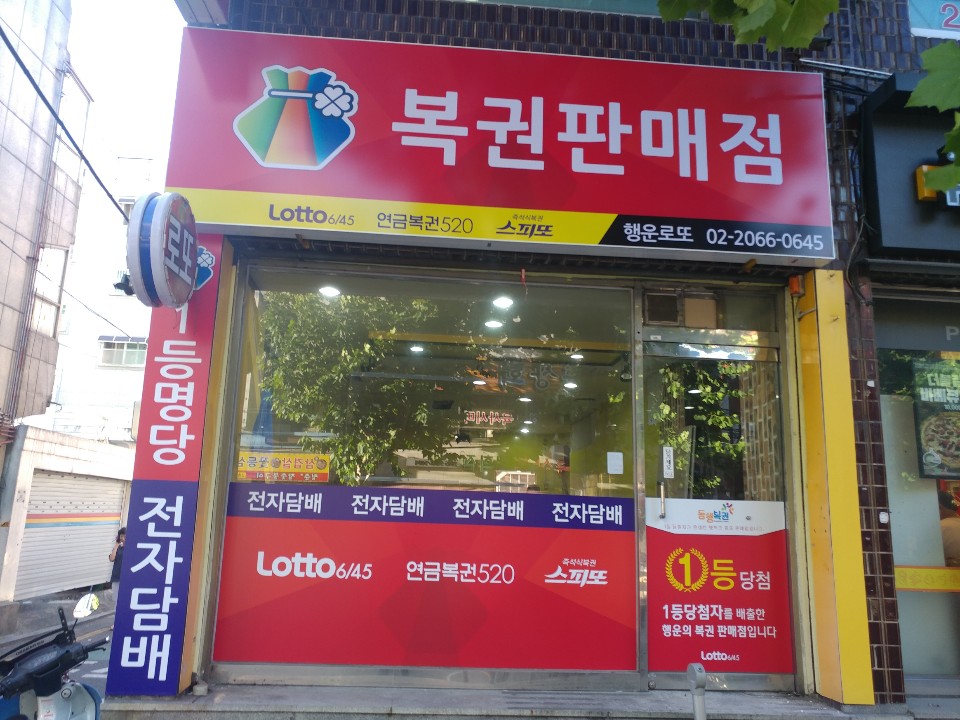 복권판매점
Lotto6/45 연금복권520 즉석식복권 스피또 행운로또 02-2066-0645
로또
1등명당
전자담배
전자담배 전자담배 전자담배 전자담배
Lotto6/45 연금복권520 즉석식복권 스피또
동행복권
1등 당첨
1등당첨자를 배출한
행운의 복권 판매점입니다
Lotto6/45
2
P